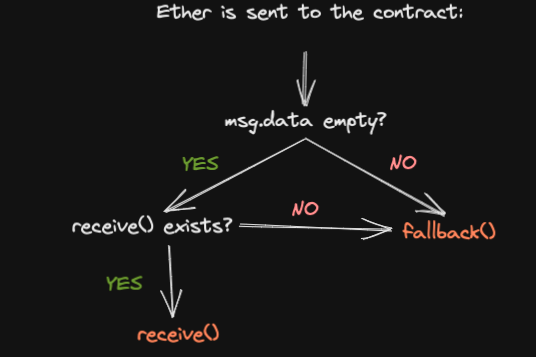 Ether is sent to the contract:
msg.data empty?
YES
NO
receive() exists?
NO
fallback()
YES
receive()